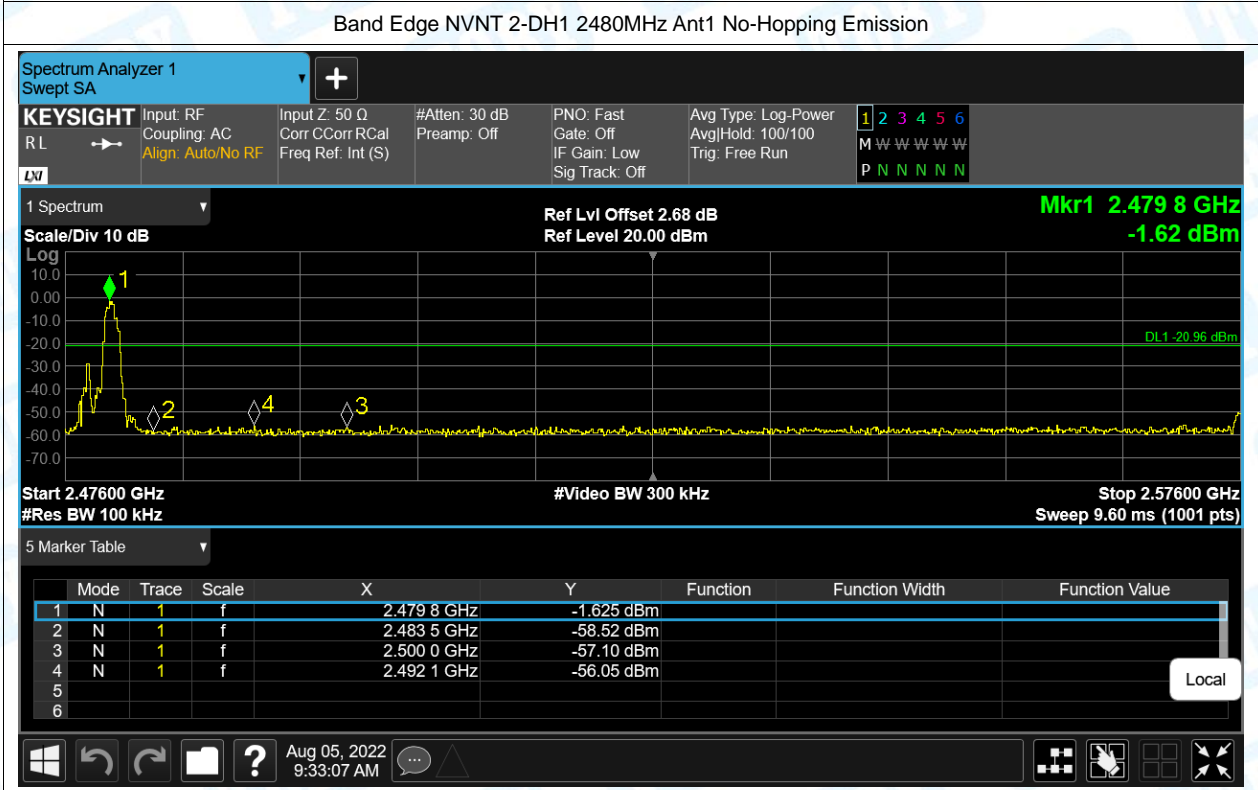 Band Edge NVNT 2-DH1 2480MHz Ant1 No-Hopping Emission
Spectrum Analyzer 1
Swept SA
KEYSIGHT Input: RF Input Z: 50 Ω #Atten: 30 dB PNO: Fast Avg Type: Log-Power 1 2 3 4 5 6
RL Coupling: AC Corr CCorr RCal Preamp: Off Gate: Off Avg|Hold: 100/100 M W W W W W
Align: Auto/No RF Freq Ref: Int (S) IF Gain: Low Trig: Free Run
LXI Sig Track: Off P N N N N N
1 Spectrum Ref Lvl Offset 2.68 dB Mkr1 2.479 8 GHz
Scale/Div 10 dB Ref Level 20.00 dBm -1.62 dBm
Log
10.0 1
0.00
-10.0
-20.0 DL1 -20.96 dBm
-30.0
-40.0
-50.0 2 4 3
-60.0
-70.0
Start 2.47600 GHz #Video BW 300 kHz Stop 2.57600 GHz
#Res BW 100 kHz Sweep 9.60 ms (1001 pts)
5 Marker Table
Mode Trace Scale X Y Function Function Width Function Value
1 N 1 f 2.479 8 GHz -1.625 dBm
2 N 1 f 2.483 5 GHz -58.52 dBm
3 N 1 f 2.500 0 GHz -57.10 dBm
4 N 1 f 2.492 1 GHz -56.05 dBm
5
6
Local
? Aug 05, 2022
9:33:07 AM